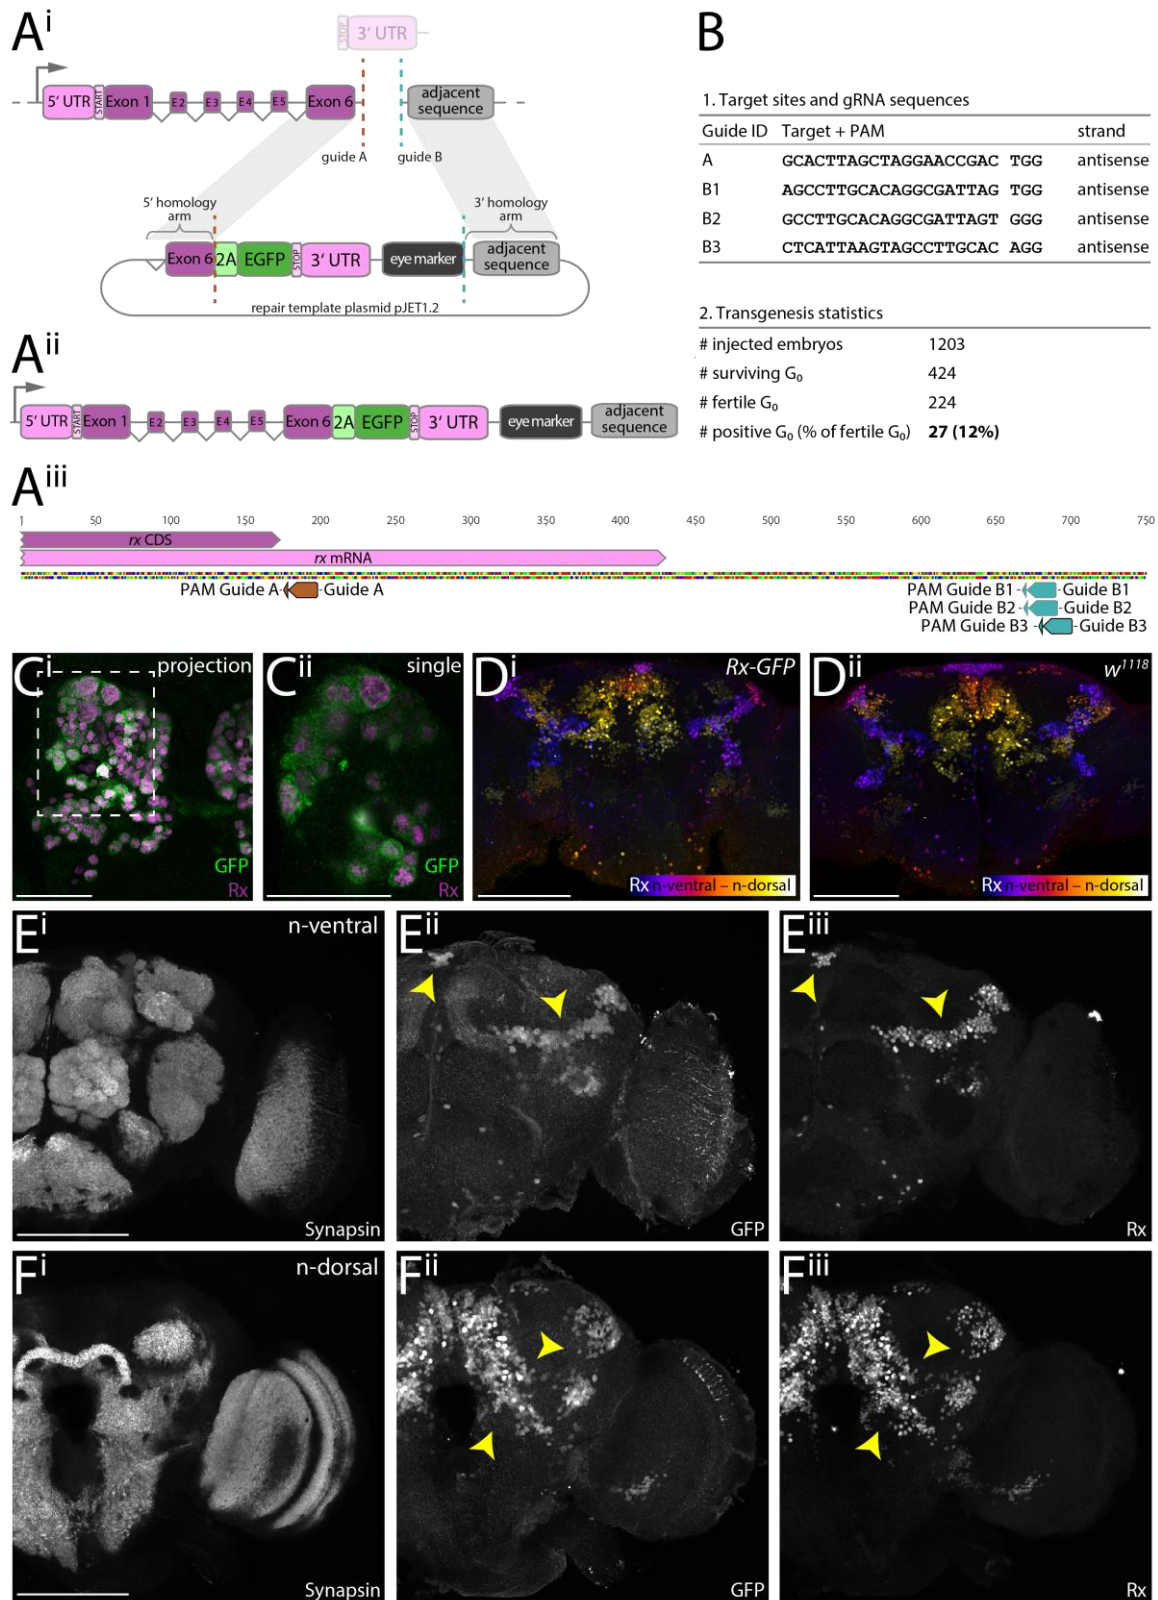 Aⁱ
STOP 3’ UTR
5’ UTR START Exon 1 E2 E3 E4 E5 Exon 6 adjacent sequence
guide A guide B
5’ homology arm 3’ homology arm
Exon 6 2A EGFP STOP 3’ UTR eye marker adjacent sequence
repair template plasmid pJET1.2
Aⁱⁱ
5’ UTR START Exon 1 E2 E3 E4 E5 Exon 6 2A EGFP STOP 3’ UTR eye marker adjacent sequence
B
1. Target sites and gRNA sequences
Guide ID Target + PAM strand
A GCACTTAGCTAGGAACCGAC TGG antisense
B1 AGCCTTGCACAGGCGATTAG TGG antisense
B2 GCCTTGCACAGGCGATTAGT GGG antisense
B3 CTCATTAAGTAGCCTTGCAC AGG antisense
2. Transgenesis statistics
# injected embryos 1203
# surviving G₀ 424
# fertile G₀ 224
# positive G₀ (% of fertile G₀) 27 (12%)
Aⁱⁱⁱ
1 50 100 150 200 250 300 350 400 450 500 550 600 650 700 750
rx CDS
rx mRNA
PAM Guide A Guide A
PAM Guide B1 Guide B1
PAM Guide B2 Guide B2
PAM Guide B3 Guide B3
Cⁱ projection
GFP
Rx
Cⁱⁱ single
GFP
Rx
Dⁱ Rx-GFP
Rx n-ventral – n-dorsal
Dⁱⁱ w¹¹¹⁸
Rx n-ventral – n-dorsal
Eⁱ n-ventral
Synapsin
Eⁱⁱ
GFP
Eⁱⁱⁱ
Rx
Fⁱ n-dorsal
Synapsin
Fⁱⁱ
GFP
Fⁱⁱⁱ
Rx